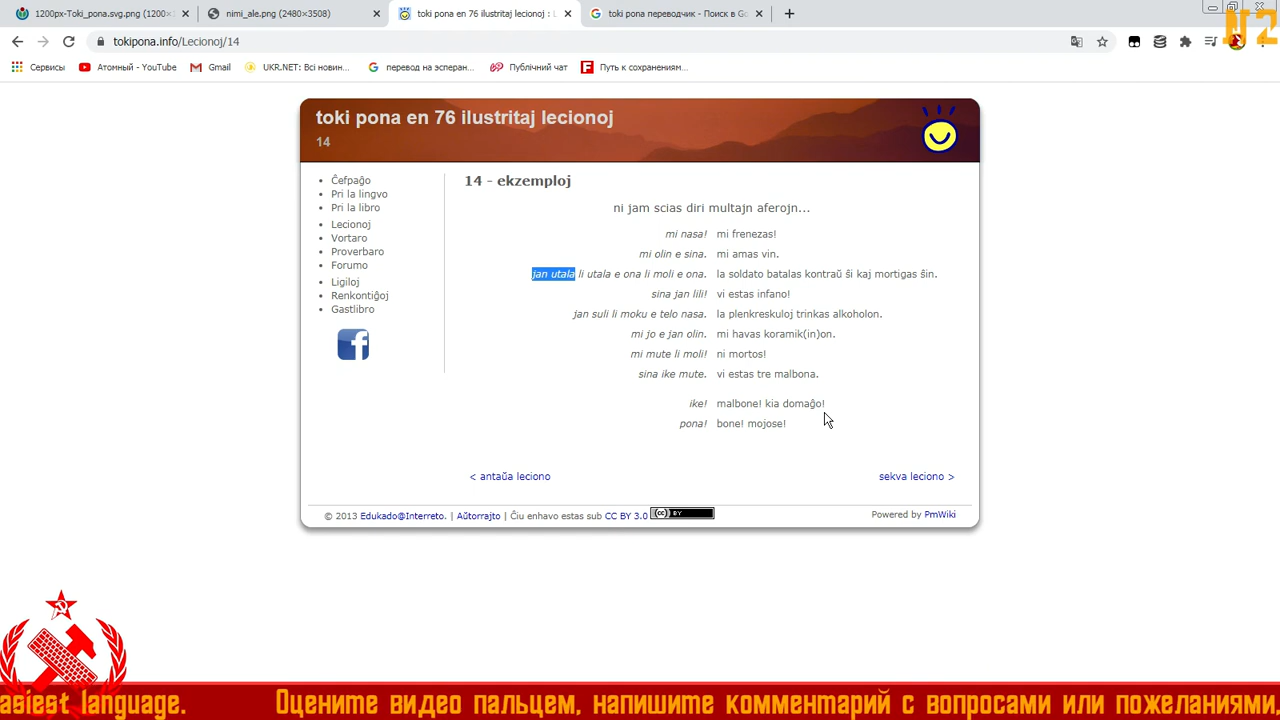 1200px-Toki_pona.svg.png (1200×1
nimi_ale.png (2480×3508)
toki pona en 76 ilustritaj lecionoj : L
toki pona переводчик - Поиск в Go
tokipona.info/Lecionoj/14
Сервисы
Атомный - YouTube
Gmail
UKR.NET: Всі новин...
перевод на эсперан...
Публічний чат
Путь к сохранениям...
toki pona en 76 ilustritaj lecionoj
14
Ĉefpaĝo
Pri la lingvo
Pri la libro
Lecionoj
Vortaro
Proverbaro
Forumo
Ligiloj
Renkontiĝoj
Gastlibro
14 - ekzemploj
ni jam scias diri multajn aferojn...
mi nasa! mi frenezas!
mi olin e sina. mi amas vin.
jan utala li utala e ona li moli e ona. la soldato batalas kontraŭ ŝi kaj mortigas ŝin.
sina jan lili! vi estas infano!
jan suli li moku e telo nasa. la plenkreskuloj trinkas alkoholon.
mi jo e jan olin. mi havas koramik(in)on.
mi mute li moli! ni mortos!
sina ike mute. vi estas tre malbona.
ike! malbone! kia domaĝo!
pona! bone! mojose!
< antaŭa leciono
sekva leciono >
© 2013 Edukado@Interreto. | Aŭtorrajto | Ĉiu enhavo estas sub CC BY 3.0 (cc) BY
Powered by PmWiki
asiest language. Оцените видео пальцем, напишите комментарий с вопросами или пожеланиями,